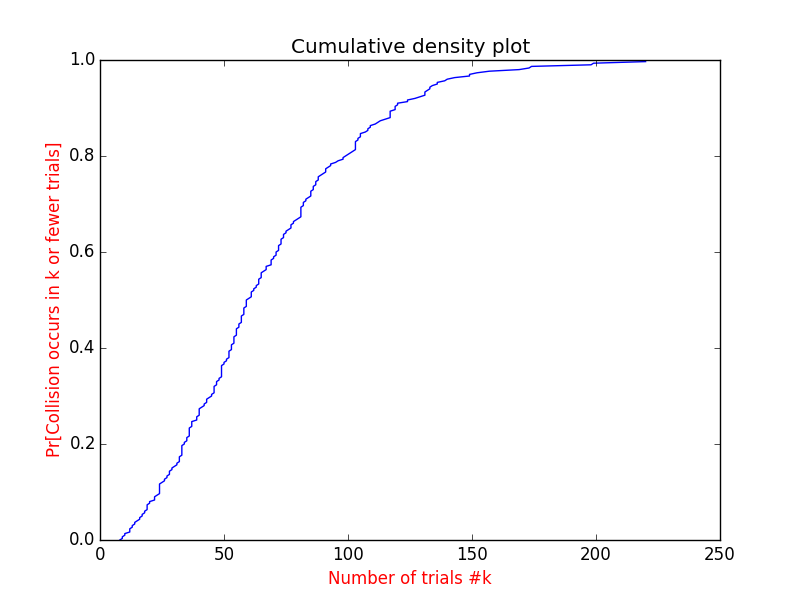 Cumulative density plot
1.0
0.8
0.6
0.4
0.2
0.0
Pr[Collision occurs in k or fewer trials]
0 50 100 150 200 250
Number of trials #k